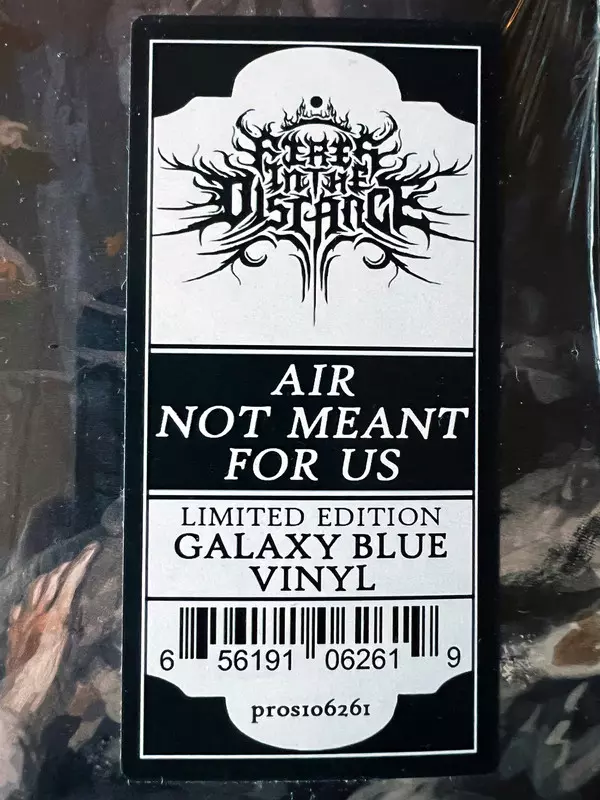 FIRES
IN THE
DISTANCE
AIR
NOT MEANT
FOR US
LIMITED EDITION
GALAXY BLUE
VINYL
6 56191 06261 9
pros106261